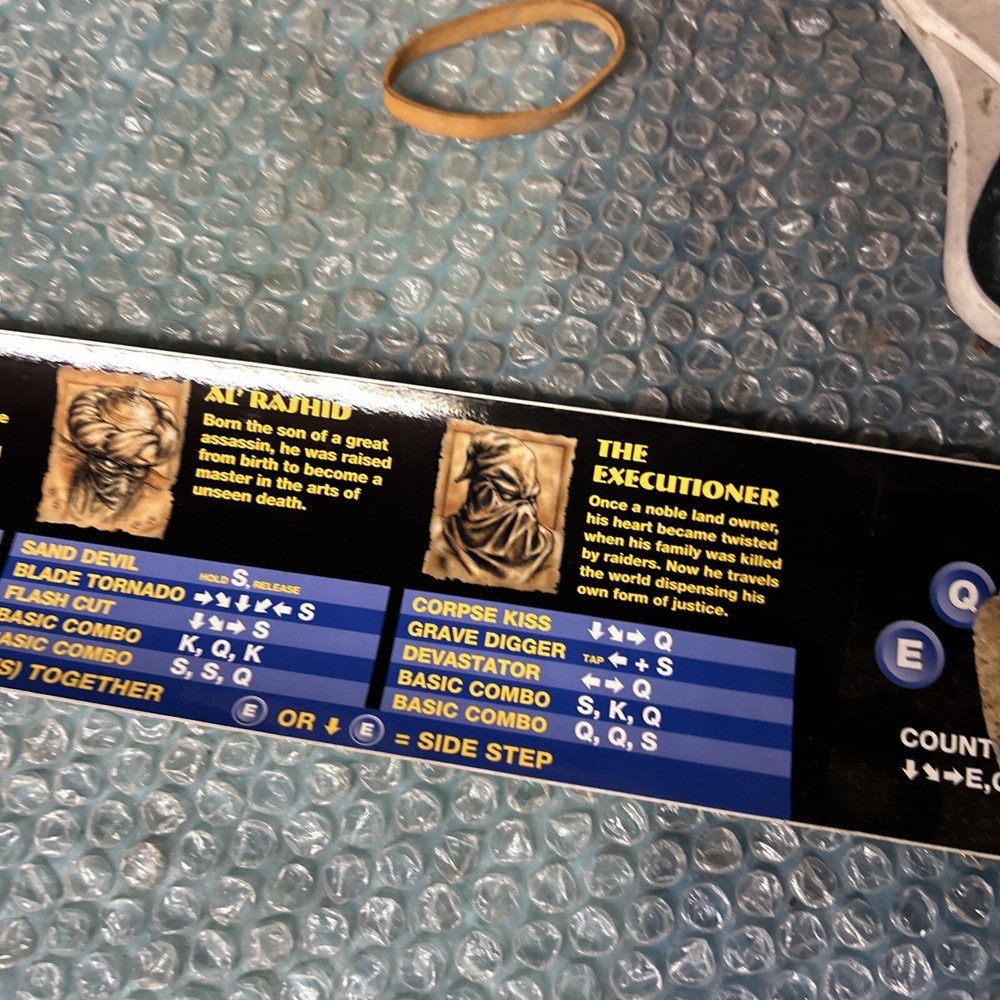 AL' RASHID
Born the son of a great
assassin, he was raised
from birth to become a
master in the arts of
unseen death.
SAND DEVIL HOLD S, RELEASE
BLADE TORNADO →↘↓↙← S
FLASH CUT ↓↘→ S
BASIC COMBO K, Q, K
BASIC COMBO S, S, Q
THE
EXECUTIONER
Once a noble land owner,
his heart became twisted
when his family was killed
by raiders. Now he travels
the world dispensing his
own form of justice.
CORPSE KISS ↓↘→ Q
GRAVE DIGGER TAP ← + S
DEVASTATOR ← → Q
BASIC COMBO S, K, Q
BASIC COMBO Q, Q, S
(S) TOGETHER E OR ↓ E = SIDE STEP
Q
E
COUNT
↓↘→E,